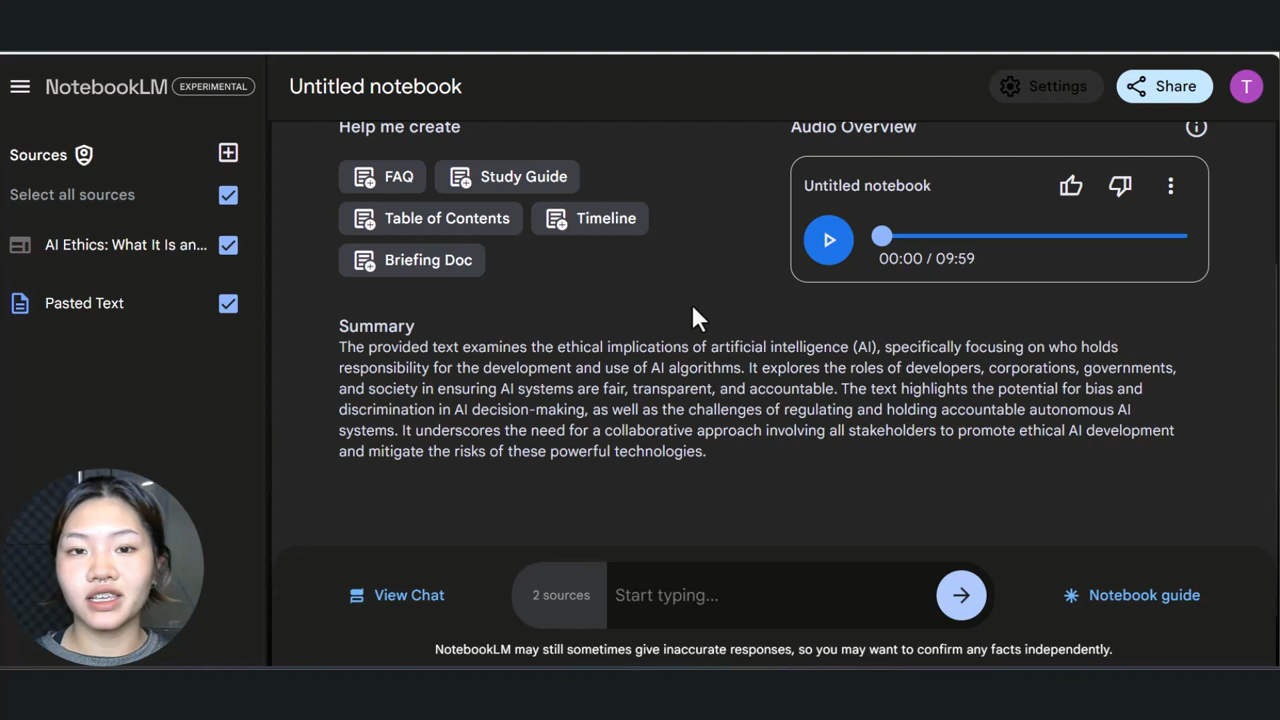 NotebookLM EXPERIMENTAL
Untitled notebook
Settings
Share
T
Sources
Select all sources
AI Ethics: What It Is an...
Pasted Text
Help me create
FAQ
Study Guide
Table of Contents
Timeline
Briefing Doc
Audio Overview
Untitled notebook
00:00 / 09:59
Summary
The provided text examines the ethical implications of artificial intelligence (AI), specifically focusing on who holds
responsibility for the development and use of AI algorithms. It explores the roles of developers, corporations, governments,
and society in ensuring AI systems are fair, transparent, and accountable. The text highlights the potential for bias and
discrimination in AI decision-making, as well as the challenges of regulating and holding accountable autonomous AI
systems. It underscores the need for a collaborative approach involving all stakeholders to promote ethical AI development
and mitigate the risks of these powerful technologies.
View Chat
2 sources
Start typing...
Notebook guide
NotebookLM may still sometimes give inaccurate responses, so you may want to confirm any facts independently.